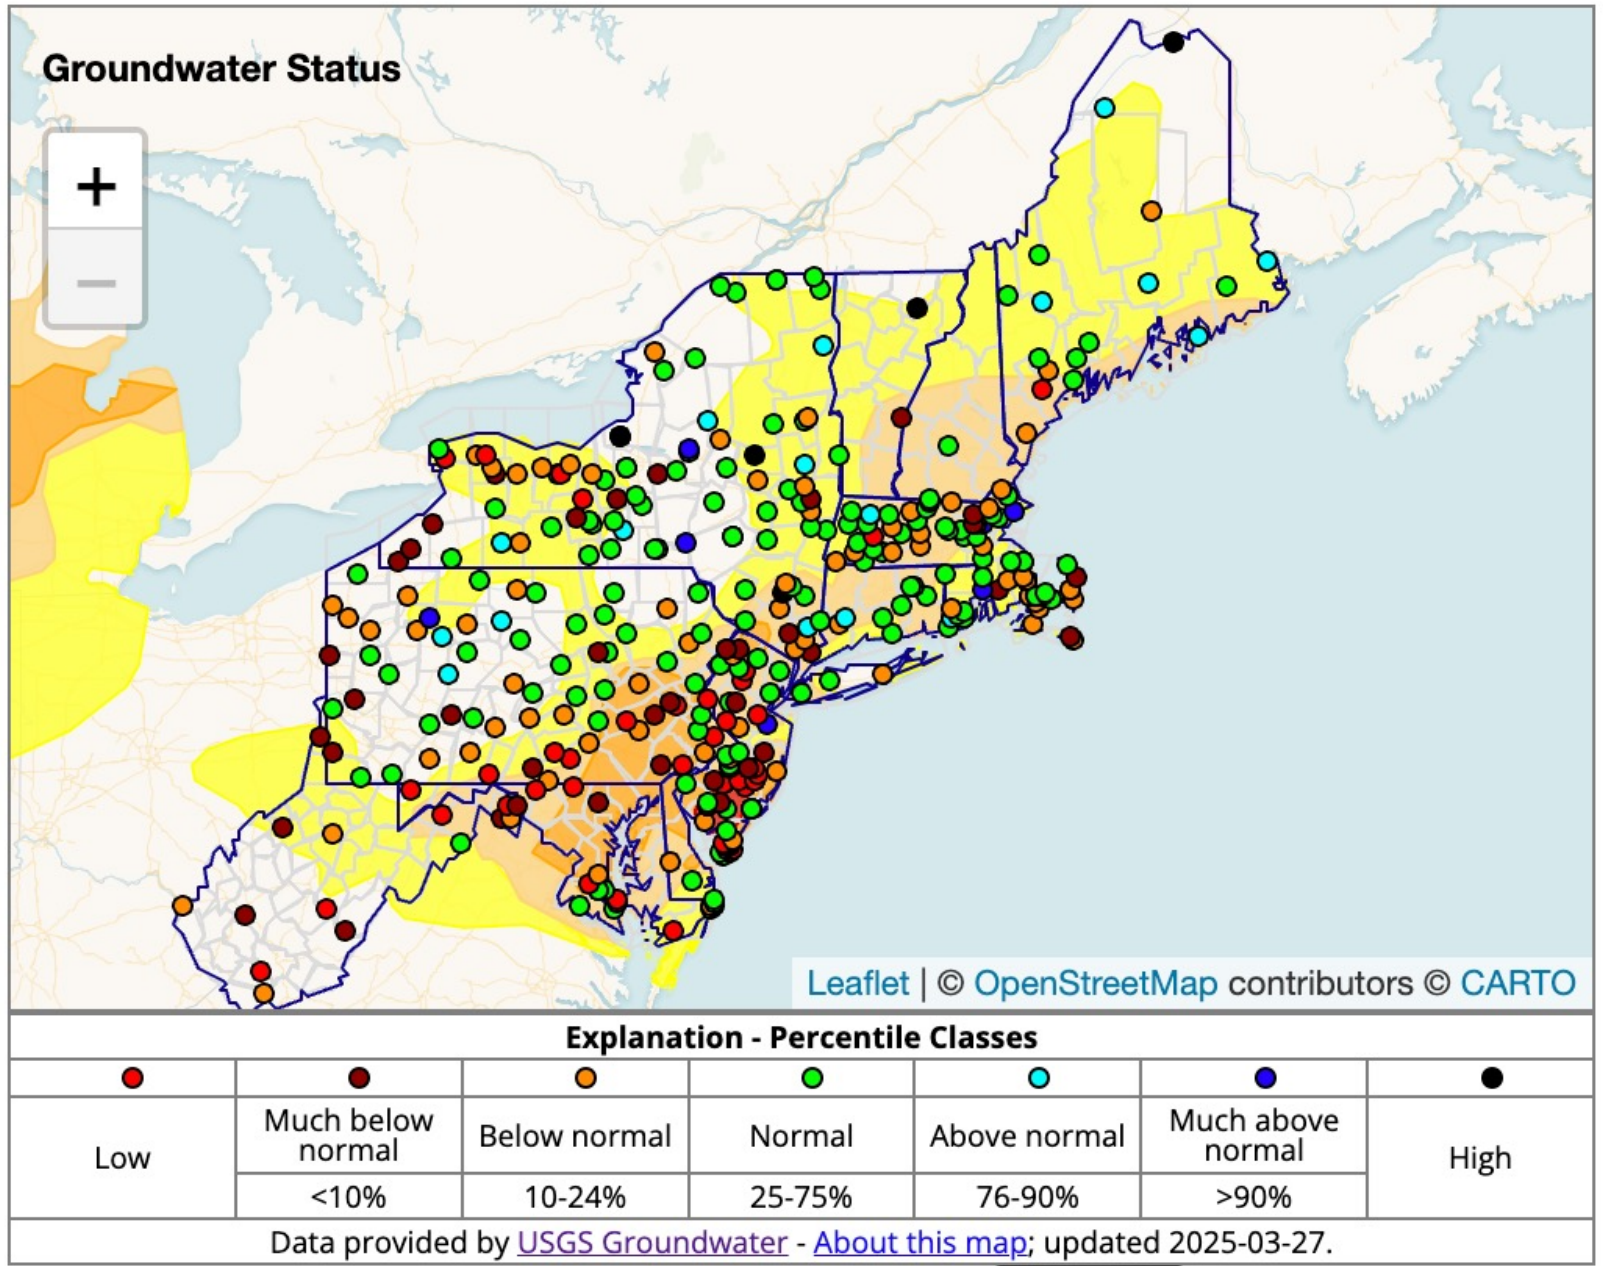 Groundwater Status
+
−
Leaflet | © OpenStreetMap contributors © CARTO
Explanation - Percentile Classes
Low
Much below
normal
<10%
Below normal
10-24%
Normal
25-75%
Above normal
76-90%
Much above
normal
>90%
High
Data provided by USGS Groundwater - About this map; updated 2025-03-27.